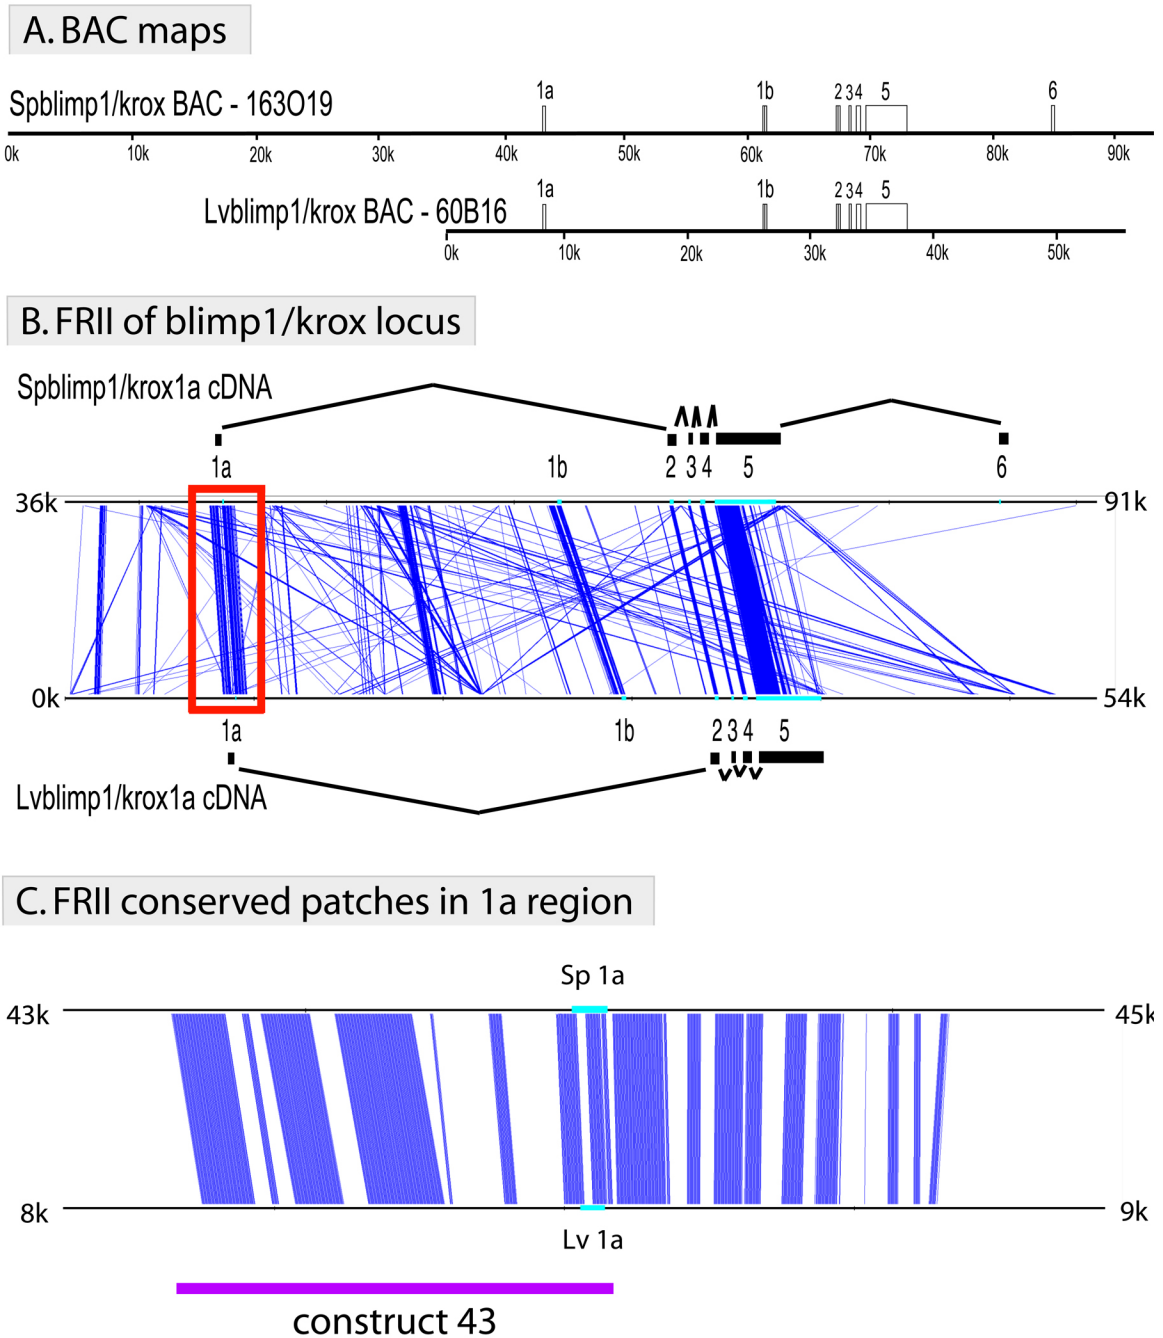 A. BAC maps
Spblimp1/krox BAC - 163O19
1a 1b 2 3 4 5 6
0k 10k 20k 30k 40k 50k 60k 70k 80k 90k
Lvblimp1/krox BAC - 60B16
1a 1b 2 3 4 5
0k 10k 20k 30k 40k 50k
B. FRII of blimp1/krox locus
Spblimp1/krox1a cDNA
1a 1b 2 3 4 5 6
36k 91k
0k 54k
1a 1b 2 3 4 5
Lvblimp1/krox1a cDNA
C. FRII conserved patches in 1a region
Sp 1a
43k 45k
8k 9k
Lv 1a
construct 43